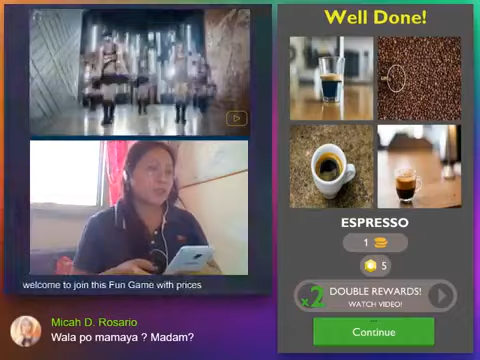 Well Done!
ESPRESSO
1
5
x2
DOUBLE REWARDS!
WATCH VIDEO!
Continue
welcome to join this Fun Game with prices
Micah D. Rosario
Wala po mamaya ? Madam?